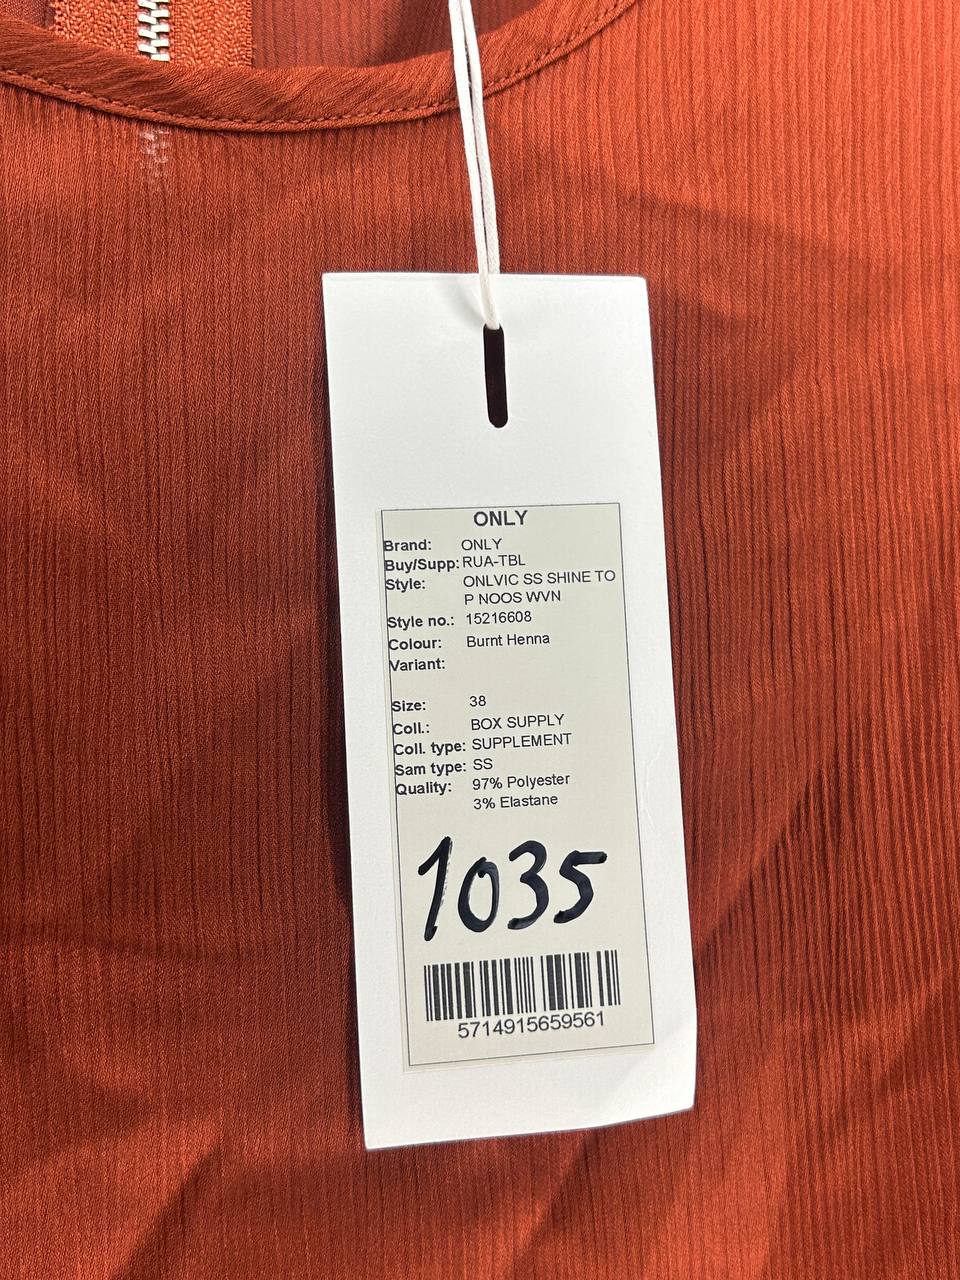 ONLY
Brand: ONLY
Buy/Supp: RUA-TBL
Style: ONLVIC SS SHINE TO
P NOOS WVN
Style no.: 15216608
Colour: Burnt Henna
Variant:
Size: 38
Coll.: BOX SUPPLY
Coll. type: SUPPLEMENT
Sam type: SS
Quality: 97% Polyester
3% Elastane
1035
5714915659561